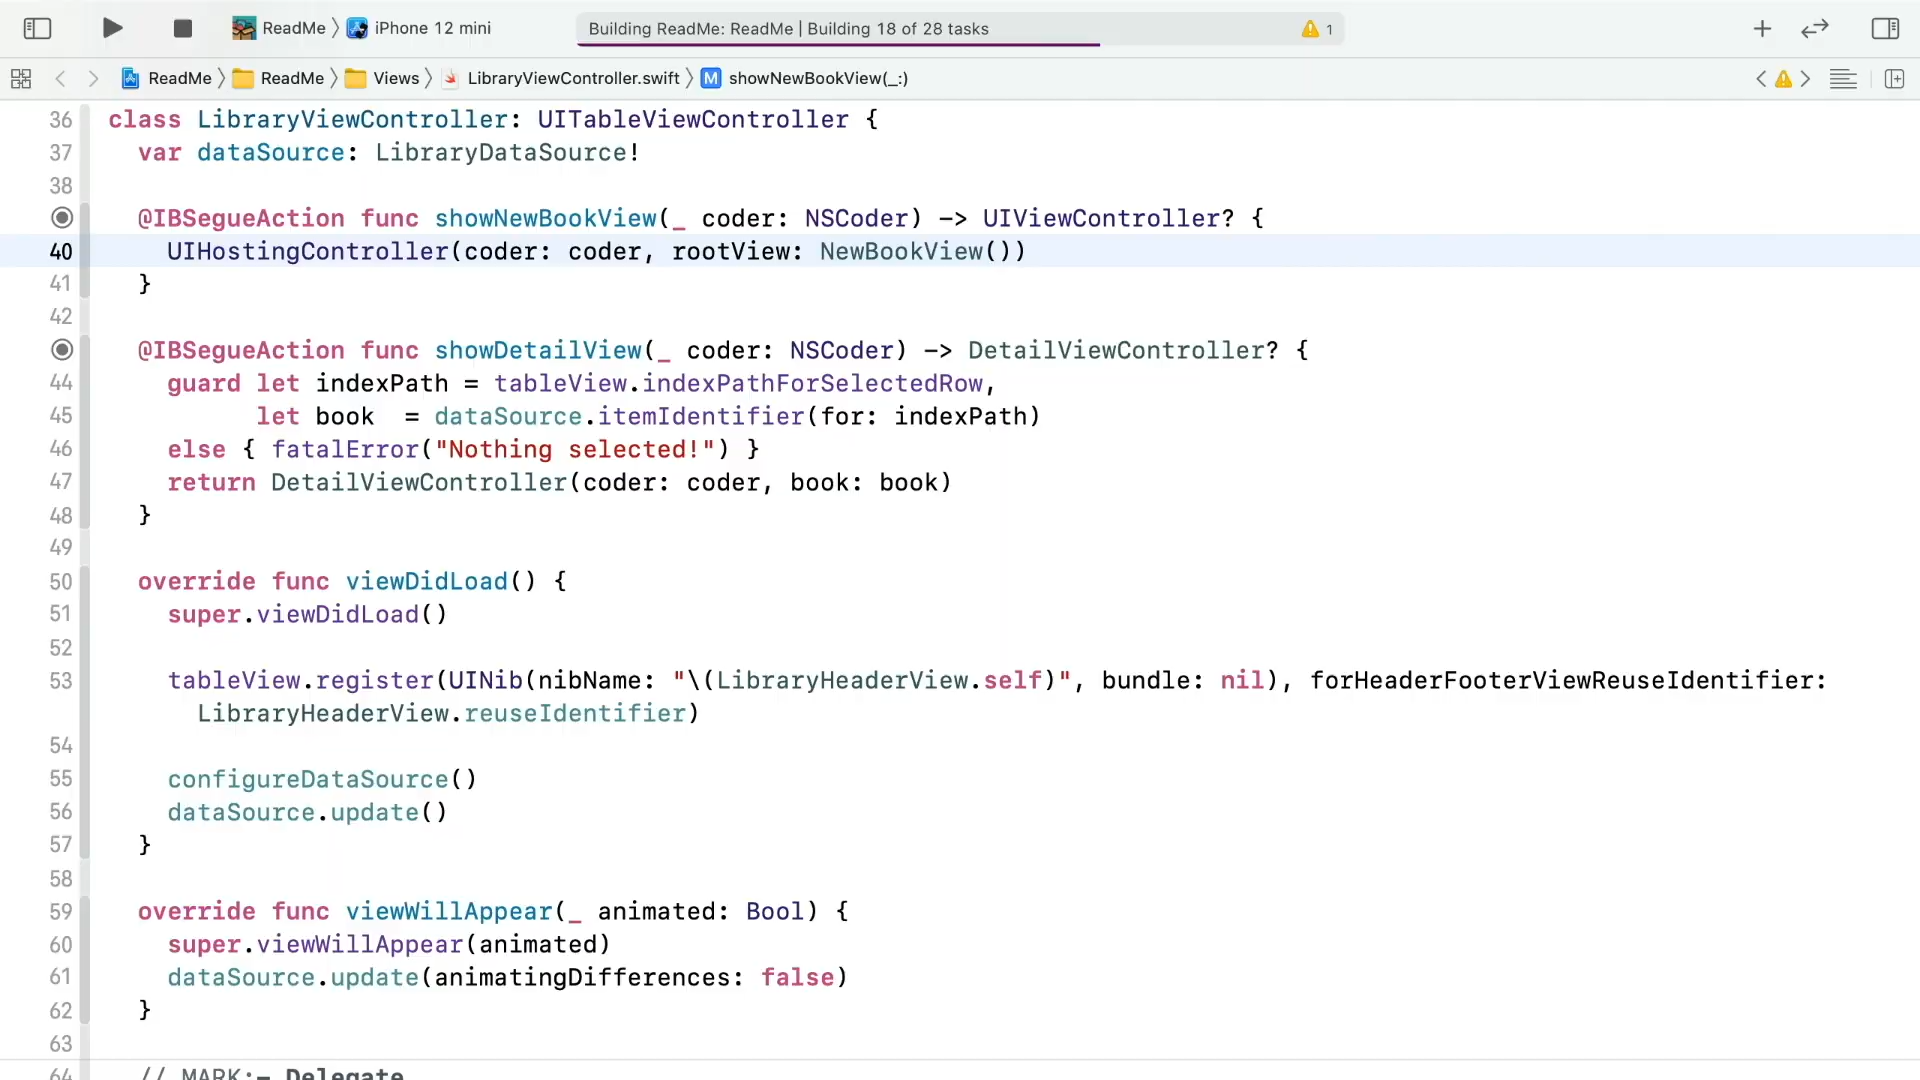 ReadMe 〉 iPhone 12 mini
Building ReadMe: ReadMe | Building 18 of 28 tasks
1
ReadMe 〉 ReadMe 〉 Views 〉 LibraryViewController.swift 〉 M showNewBookView(_:)
36 class LibraryViewController: UITableViewController {
37 var dataSource: LibraryDataSource!
38
@IBSegueAction func showNewBookView(_ coder: NSCoder) -> UIViewController? {
40 UIHostingController(coder: coder, rootView: NewBookView())
41 }
42
@IBSegueAction func showDetailView(_ coder: NSCoder) -> DetailViewController? {
44 guard let indexPath = tableView.indexPathForSelectedRow,
45 let book  = dataSource.itemIdentifier(for: indexPath)
46 else { fatalError("Nothing selected!") }
47 return DetailViewController(coder: coder, book: book)
48 }
49
50 override func viewDidLoad() {
51 super.viewDidLoad()
52
53 tableView.register(UINib(nibName: "\(LibraryHeaderView.self)", bundle: nil), forHeaderFooterViewReuseIdentifier:
LibraryHeaderView.reuseIdentifier)
54
55 configureDataSource()
56 dataSource.update()
57 }
58
59 override func viewWillAppear(_ animated: Bool) {
60 super.viewWillAppear(animated)
61 dataSource.update(animatingDifferences: false)
62 }
63
64 // MARK:- Delegate